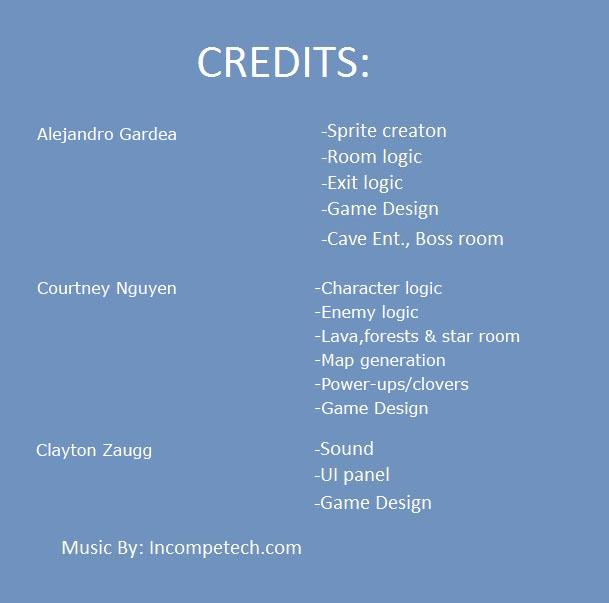 CREDITS:
Alejandro Gardea
-Sprite creaton
-Room logic
-Exit logic
-Game Design
-Cave Ent., Boss room
Courtney Nguyen
-Character logic
-Enemy logic
-Lava,forests & star room
-Map generation
-Power-ups/clovers
-Game Design
Clayton Zaugg
-Sound
-UI panel
-Game Design
Music By: Incompetech.com